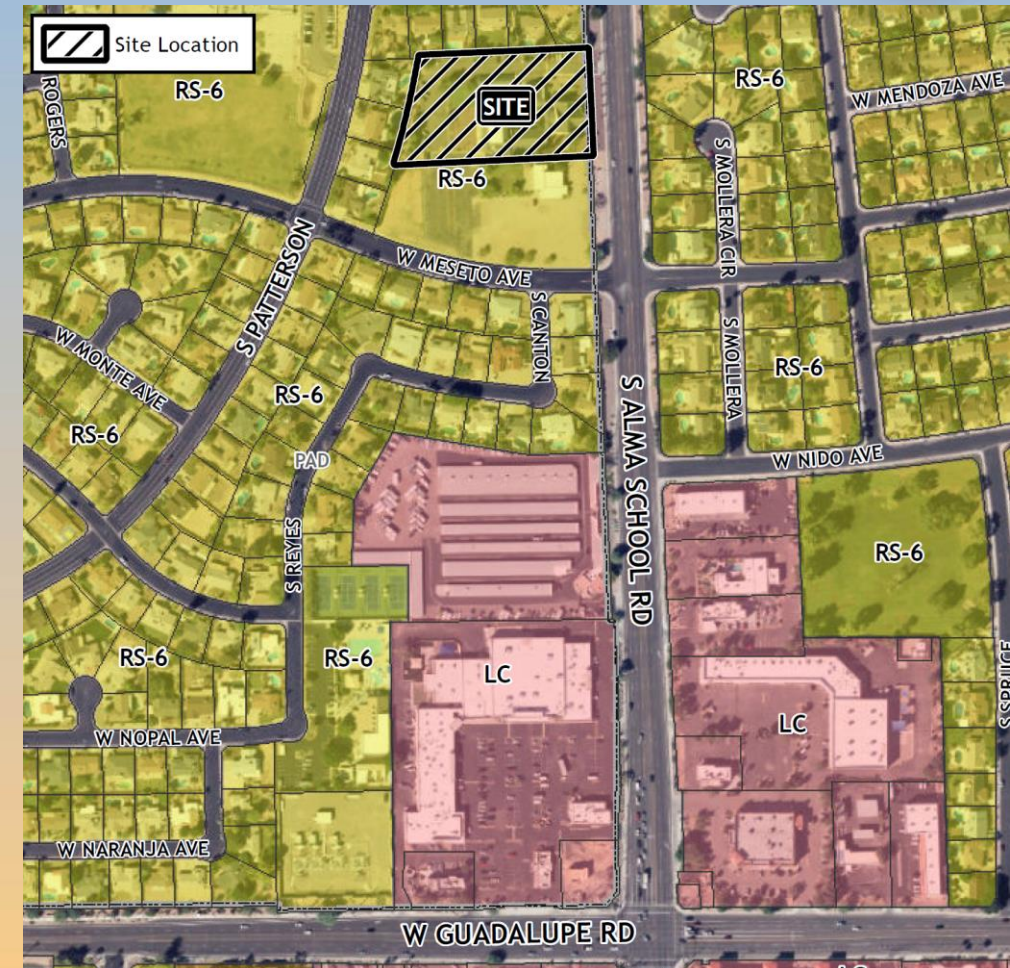 Site Location
RS-6
SITE
RS-6
W MENDOZA AVE
ROGERS
S MOLLERA CIR
RS-6
S PATTERSON
W MESETO AVE
S CANTON
W MONTE AVE
S MOLLERA
RS-6
RS-6
RS-6
S ALMA SCHOOL RD
PAD
W NIDO AVE
S REYES
RS-6
RS-6
RS-6
LC
S SPRUCE
LC
W NOPAL AVE
W NARANJA AVE
W GUADALUPE RD